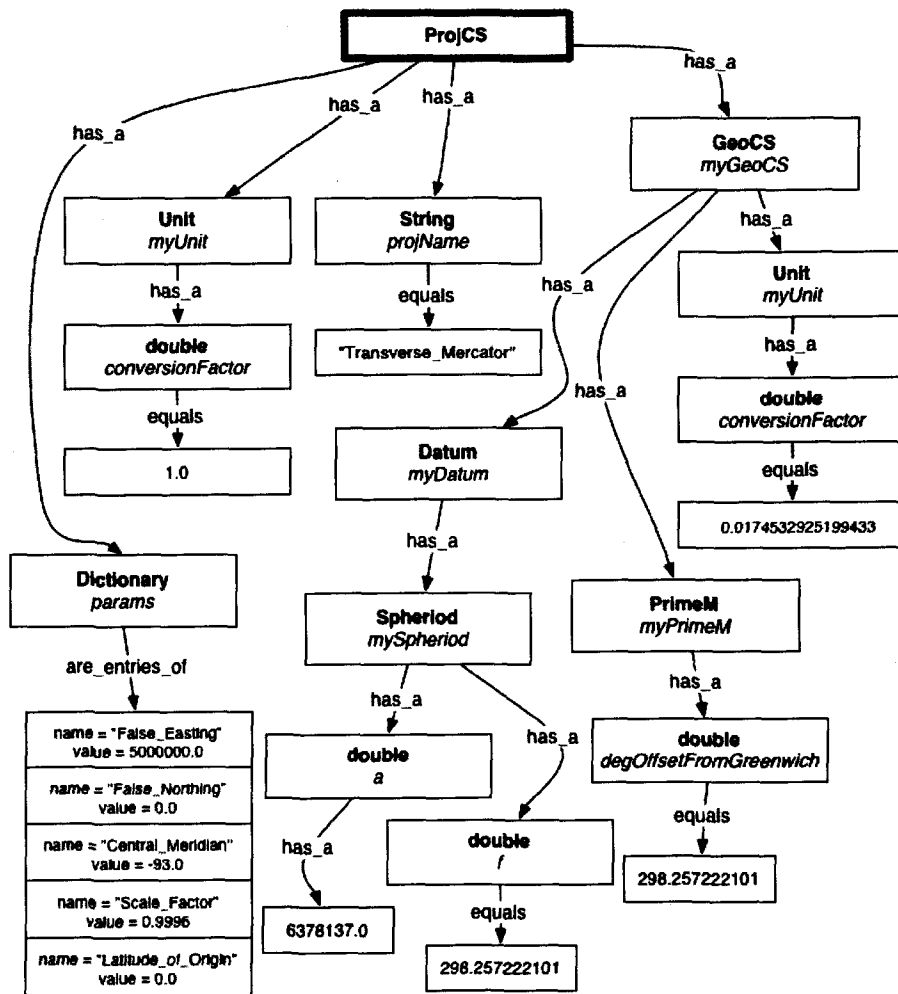 ProjCS
has_a
has_a
has_a
has_a
GeoCS
myGeoCS
Unit
myUnit
String
projName
has_a
Unit
myUnit
has_a
equals
has_a
double
conversionFactor
"Transverse_Mercator"
has_a
has_a
double
conversionFactor
equals
Datum
myDatum
equals
1.0
0.0174532925199433
has_a
Dictionary
params
Spheriod
mySpheriod
PrimeM
myPrimeM
are_entries_of
has_a
has_a
has_a
name = "False_Easting"
value = 5000000.0
double
a
double
degOffsetFromGreenwich
name = "False_Northing"
value = 0.0
equals
has_a
double
f
name = "Central_Meridian"
value = -93.0
298.257222101
name = "Scale_Factor"
value = 0.9996
6378137.0
equals
name = "Latitude_of_Origin"
value = 0.0
298.257222101